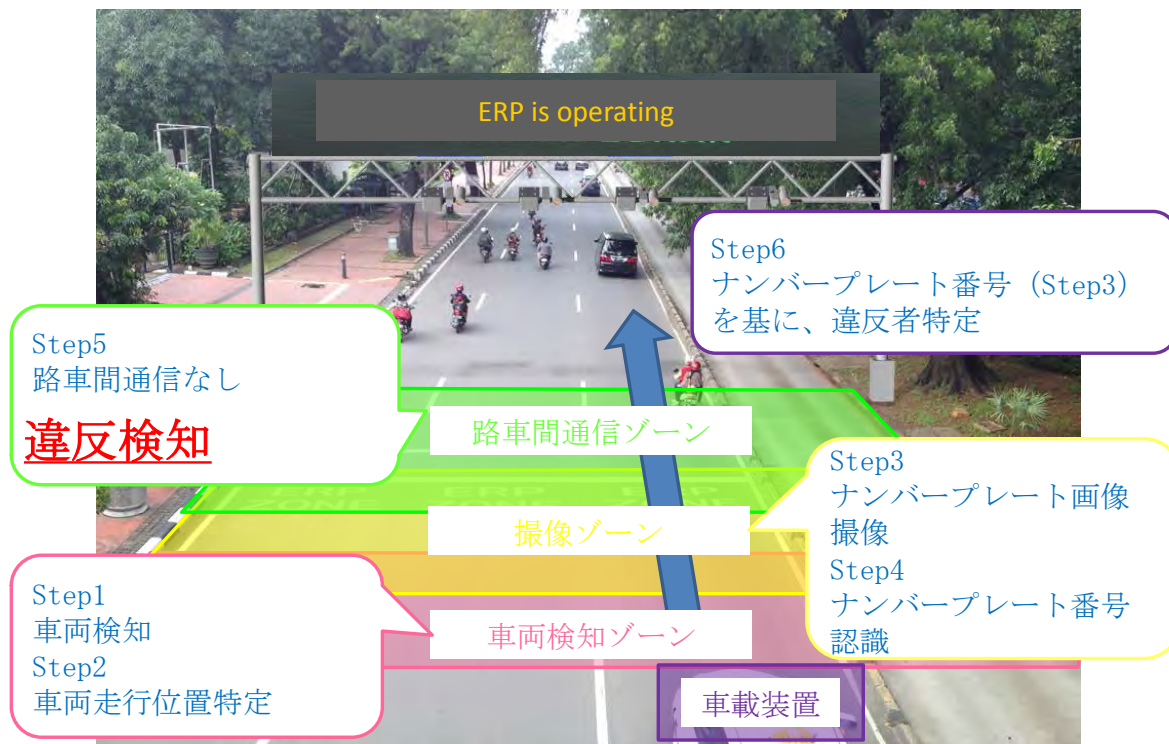 ERP is operating
Step6
ナンバープレート番号（Step3）
を基に、違反者特定
Step5
路車間通信なし
違反検知
路車間通信ゾーン
Step3
ナンバープレート画像
撮像
Step4
ナンバープレート番号
認識
撮像ゾーン
Step1
車両検知
Step2
車両走行位置特定
車両検知ゾーン
車載装置